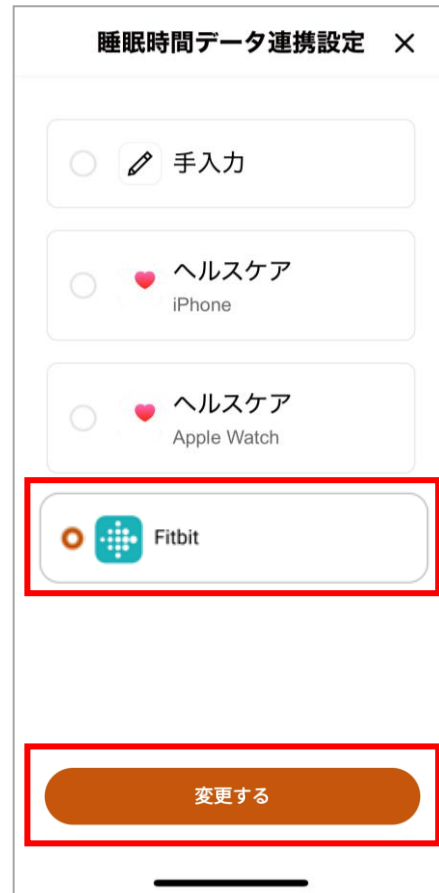 睡眠時間データ連携設定
手入力
ヘルスケア
iPhone
ヘルスケア
Apple Watch
Fitbit
変更する